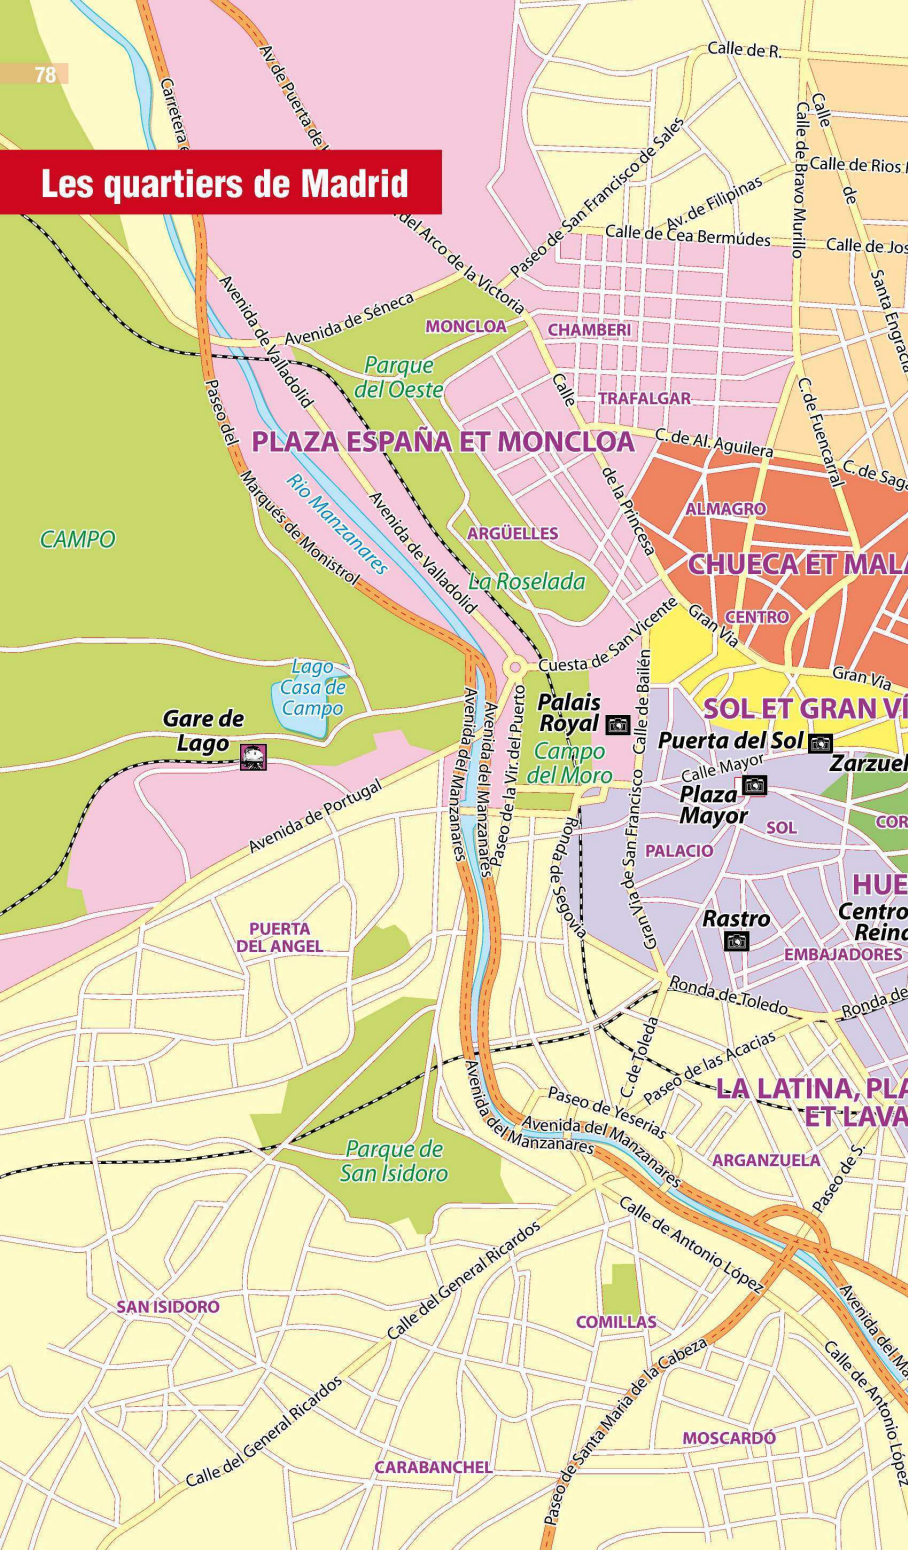 78
Les quartiers de Madrid
Calle de R.
Av. de Puerta de
Carretera
Calle
de
Santa Engracia
Calle de Bravo Murillo
Calle de Rios
Paseo de San Francisco de Sales
Av. de Filipinas
Calle de Cea Bermúdes
Calle de Jos
del Arco de la Victoria
Avenida de Séneca
Avenida de Valladolid
MONCLOA
CHAMBERI
Parque
del Oeste
Calle
de la Princesa
TRAFALGAR
C. de Fuencarral
Paseo del
Marqués de Monistrol
PLAZA ESPAÑA ET MONCLOA
C. de Al. Aguilera
C. de Saga
Rio Manzanares
Avenida de Valladolid
ALMAGRO
CAMPO
ARGÜELLES
CHUECA ET MALA
La Roselada
CENTRO
Gran Via
Cuesta de San Vicente
Gran Via
Lago
Casa de
Campo
Calle de Bailén
Palais
Royal
SOL ET GRAN VÍ
Gare de
Lago
Puerta del Sol
Campo
del Moro
Calle Mayor
Zarzuel
Plaza
Mayor
Avenida del Manzanares
Avenida del Manzanares
Paseo de la Vir. del Puerto
Avenida de Portugal
SOL
COR
PALACIO
Ronda de Segovia
Gran Via de San Francisco
HUE
Rastro
Centro
Reina
PUERTA
DEL ANGEL
EMBAJADORES
Ronda de Toledo
Ronda de
C. de Toledo
Paseo de las Acacias
LA LATINA, PLA
ET LAVA
Paseo de Yeserías
Avenida del Manzanares
Avenida del Manzanares
Parque de
San Isidoro
ARGANZUELA
Paseo de S.
Calle de Antonio López
Calle del General Ricardos
SAN ISIDORO
COMILLAS
Avenida del Ma
Calle de Antonio López
Paseo de Santa Maria de la Cabeza
Calle del General Ricardos
MOSCARDÓ
CARABANCHEL